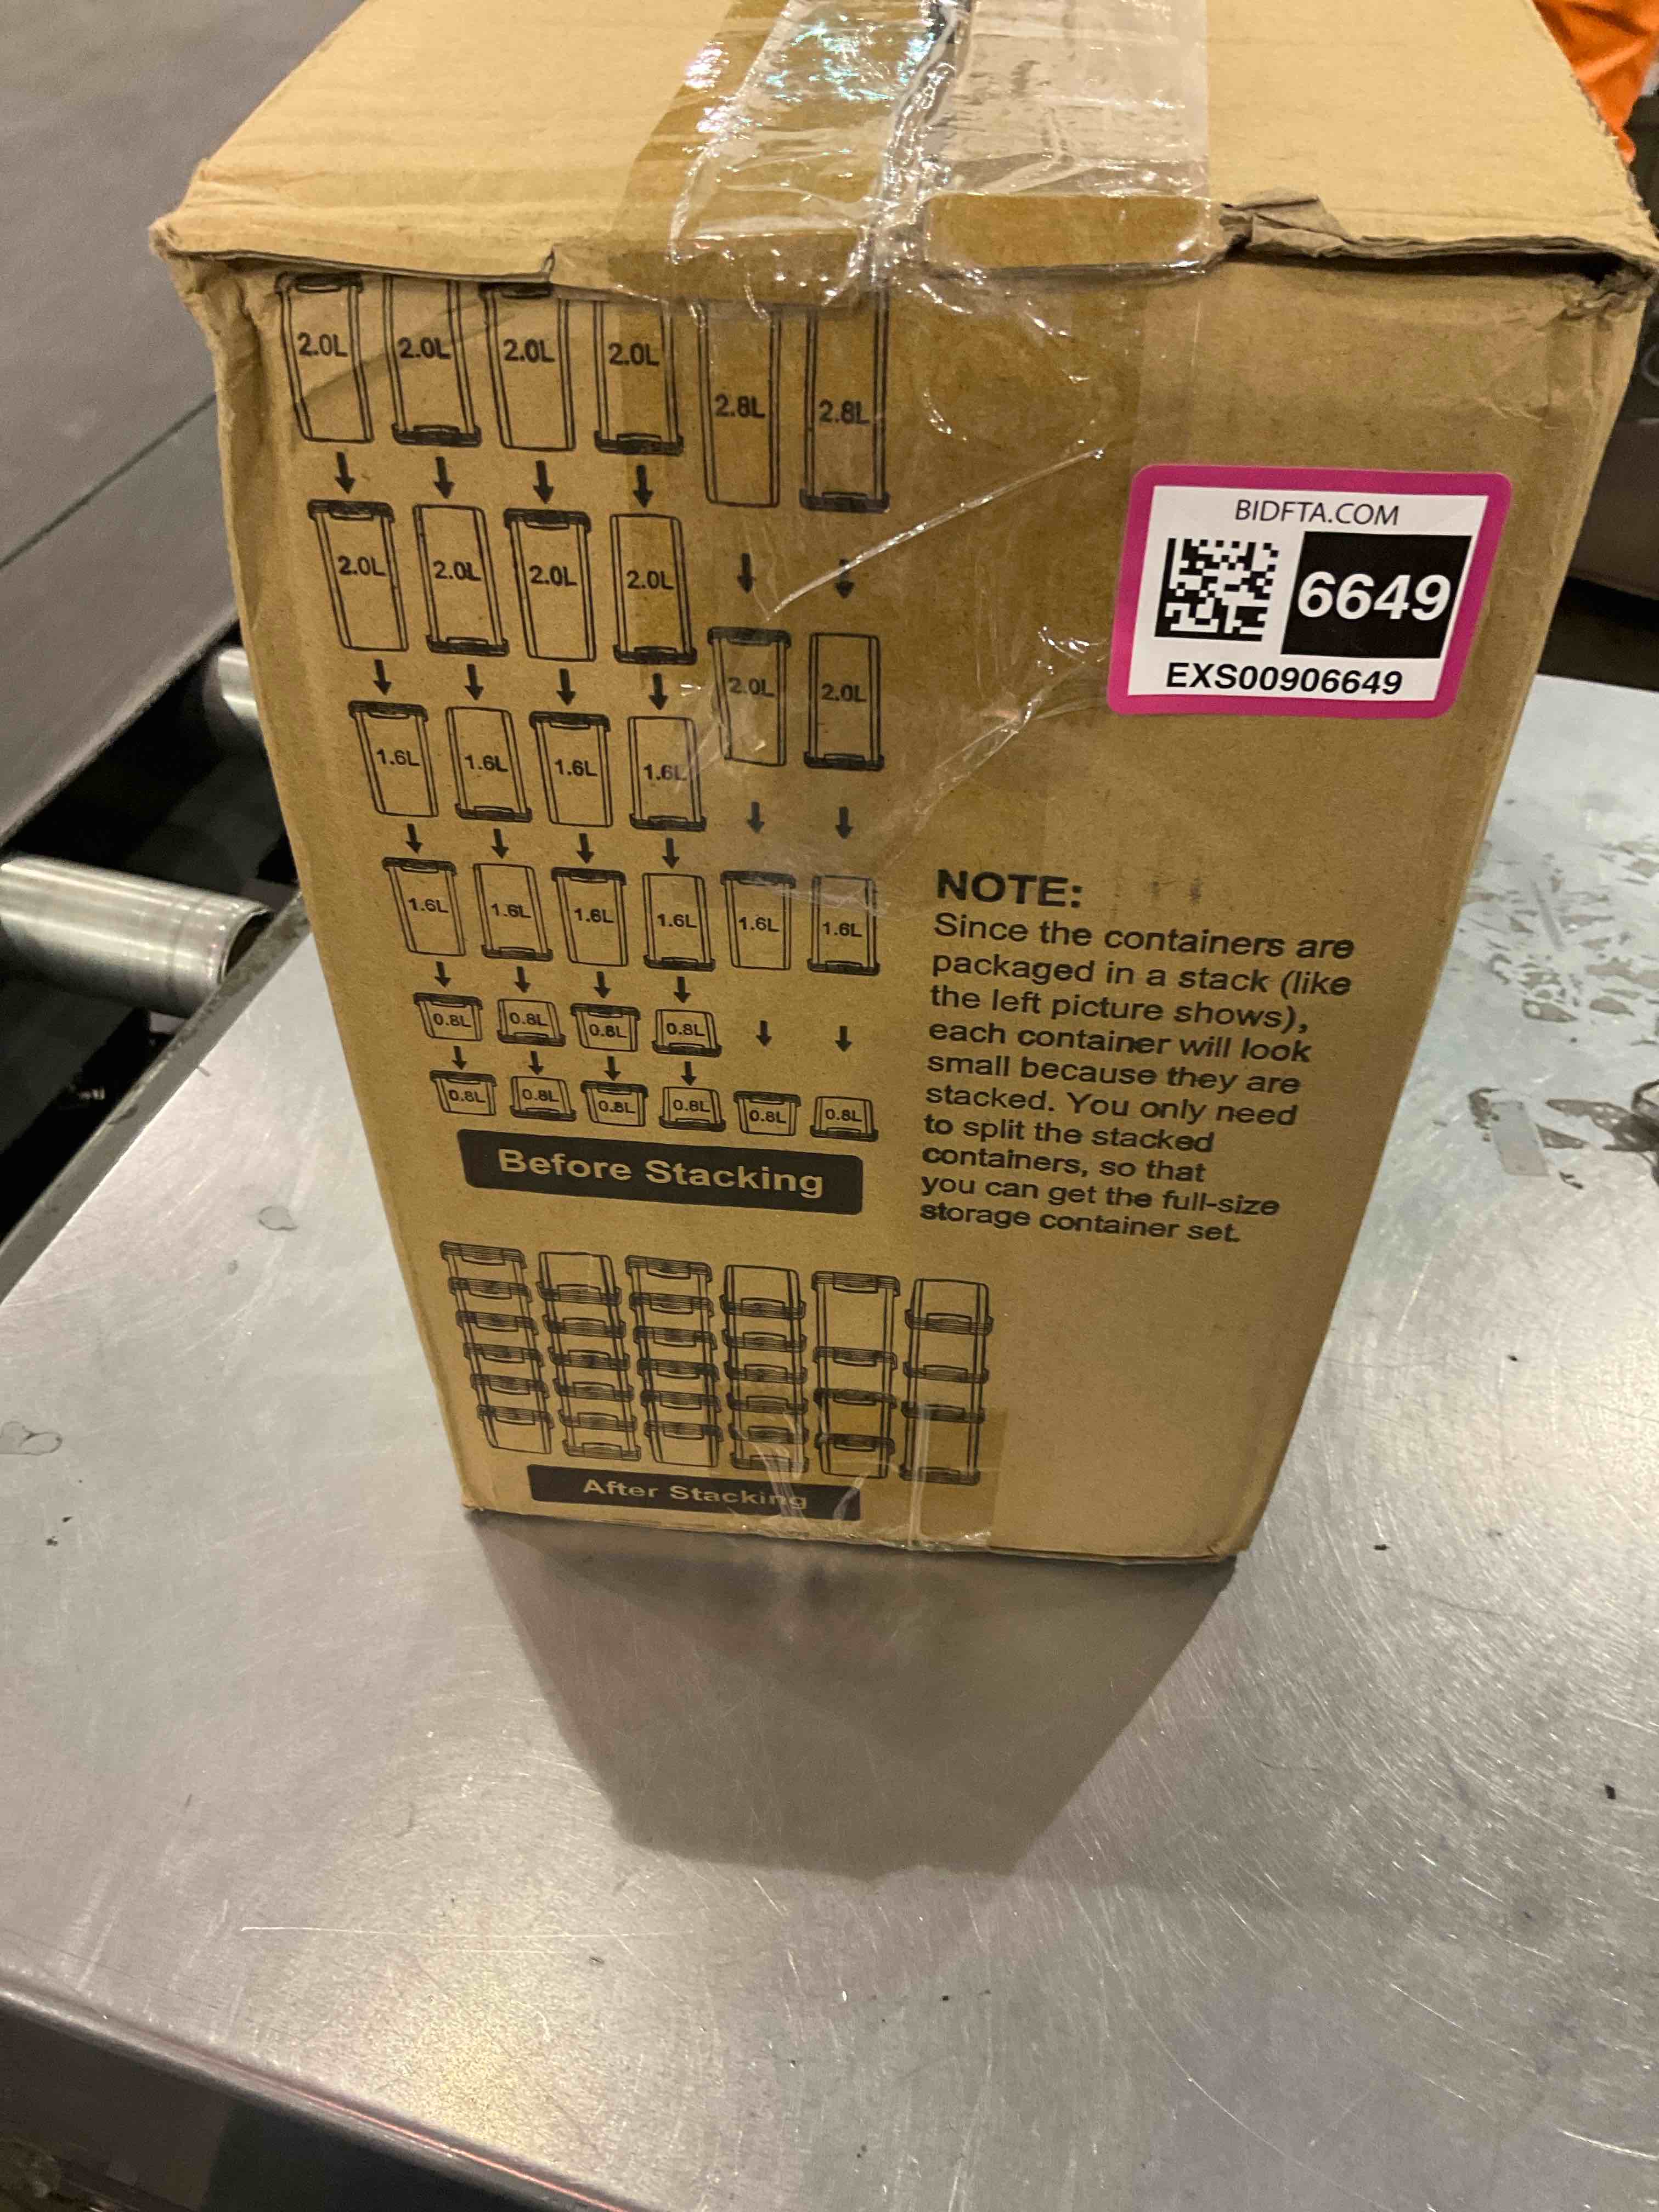 2.0L 2.0L 2.0L 2.0L 2.8L 2.8L
2.0L 2.0L 2.0L 2.0L 2.0L 2.0L
1.6L 1.6L 1.6L 1.6L
1.6L 1.6L 1.6L 1.6L 1.6L 1.6L
0.8L 0.8L 0.8L 0.8L
0.8L 0.8L 0.8L 0.8L 0.8L 0.8L
Before Stacking
After Stacking
BIDFTA.COM
6649
EXS00906649
NOTE:
Since the containers are
packaged in a stack (like
the left picture shows),
each container will look
small because they are
stacked. You only need
to split the stacked
containers, so that
you can get the full-size
storage container set.